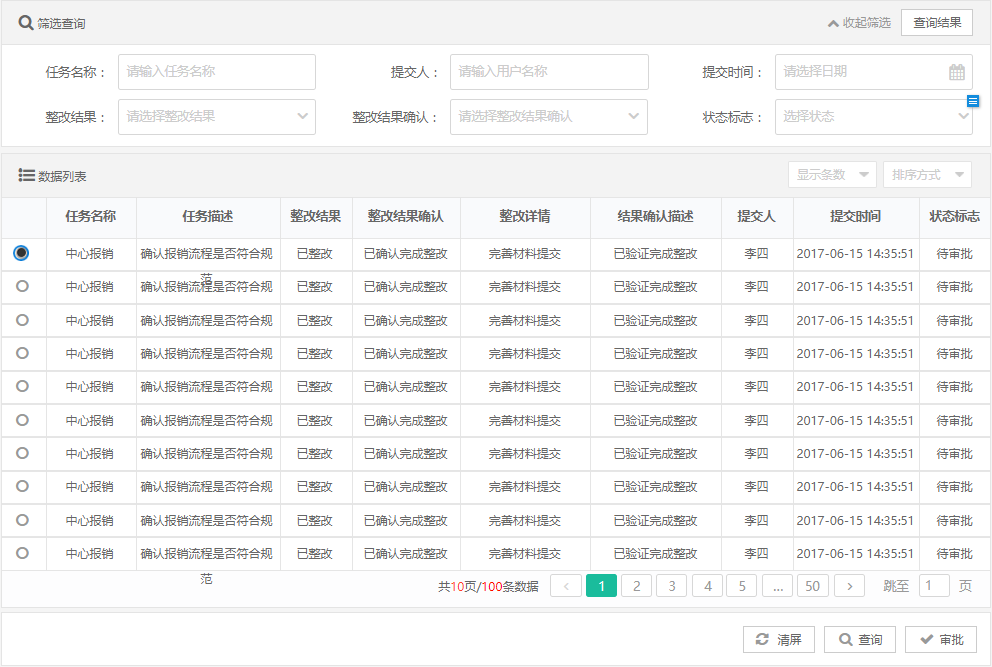 筛选查询 收起筛选 查询结果
任务名称： 请输入任务名称 提交人： 请输入用户名称 提交时间： 请选择日期
整改结果： 请选择整改结果 整改结果确认： 请选择整改结果确认 状态标志： 选择状态
数据列表 显示条数 排序方式
任务名称 任务描述 整改结果 整改结果确认 整改详情 结果确认描述 提交人 提交时间 状态标志
中心报销 确认报销流程是否符合规 已整改 已确认完成整改 完善材料提交 已验证完成整改 李四 2017-06-15 14:35:51 待审批
范
中心报销 确认报销流程是否符合规 已整改 已确认完成整改 完善材料提交 已验证完成整改 李四 2017-06-15 14:35:51 待审批
中心报销 确认报销流程是否符合规 已整改 已确认完成整改 完善材料提交 已验证完成整改 李四 2017-06-15 14:35:51 待审批
中心报销 确认报销流程是否符合规 已整改 已确认完成整改 完善材料提交 已验证完成整改 李四 2017-06-15 14:35:51 待审批
中心报销 确认报销流程是否符合规 已整改 已确认完成整改 完善材料提交 已验证完成整改 李四 2017-06-15 14:35:51 待审批
中心报销 确认报销流程是否符合规 已整改 已确认完成整改 完善材料提交 已验证完成整改 李四 2017-06-15 14:35:51 待审批
中心报销 确认报销流程是否符合规 已整改 已确认完成整改 完善材料提交 已验证完成整改 李四 2017-06-15 14:35:51 待审批
中心报销 确认报销流程是否符合规 已整改 已确认完成整改 完善材料提交 已验证完成整改 李四 2017-06-15 14:35:51 待审批
中心报销 确认报销流程是否符合规 已整改 已确认完成整改 完善材料提交 已验证完成整改 李四 2017-06-15 14:35:51 待审批
中心报销 确认报销流程是否符合规 已整改 已确认完成整改 完善材料提交 已验证完成整改 李四 2017-06-15 14:35:51 待审批
范
共10页/100条数据 < 1 2 3 4 5 ... 50 > 跳至 1 页
清屏 查询 审批